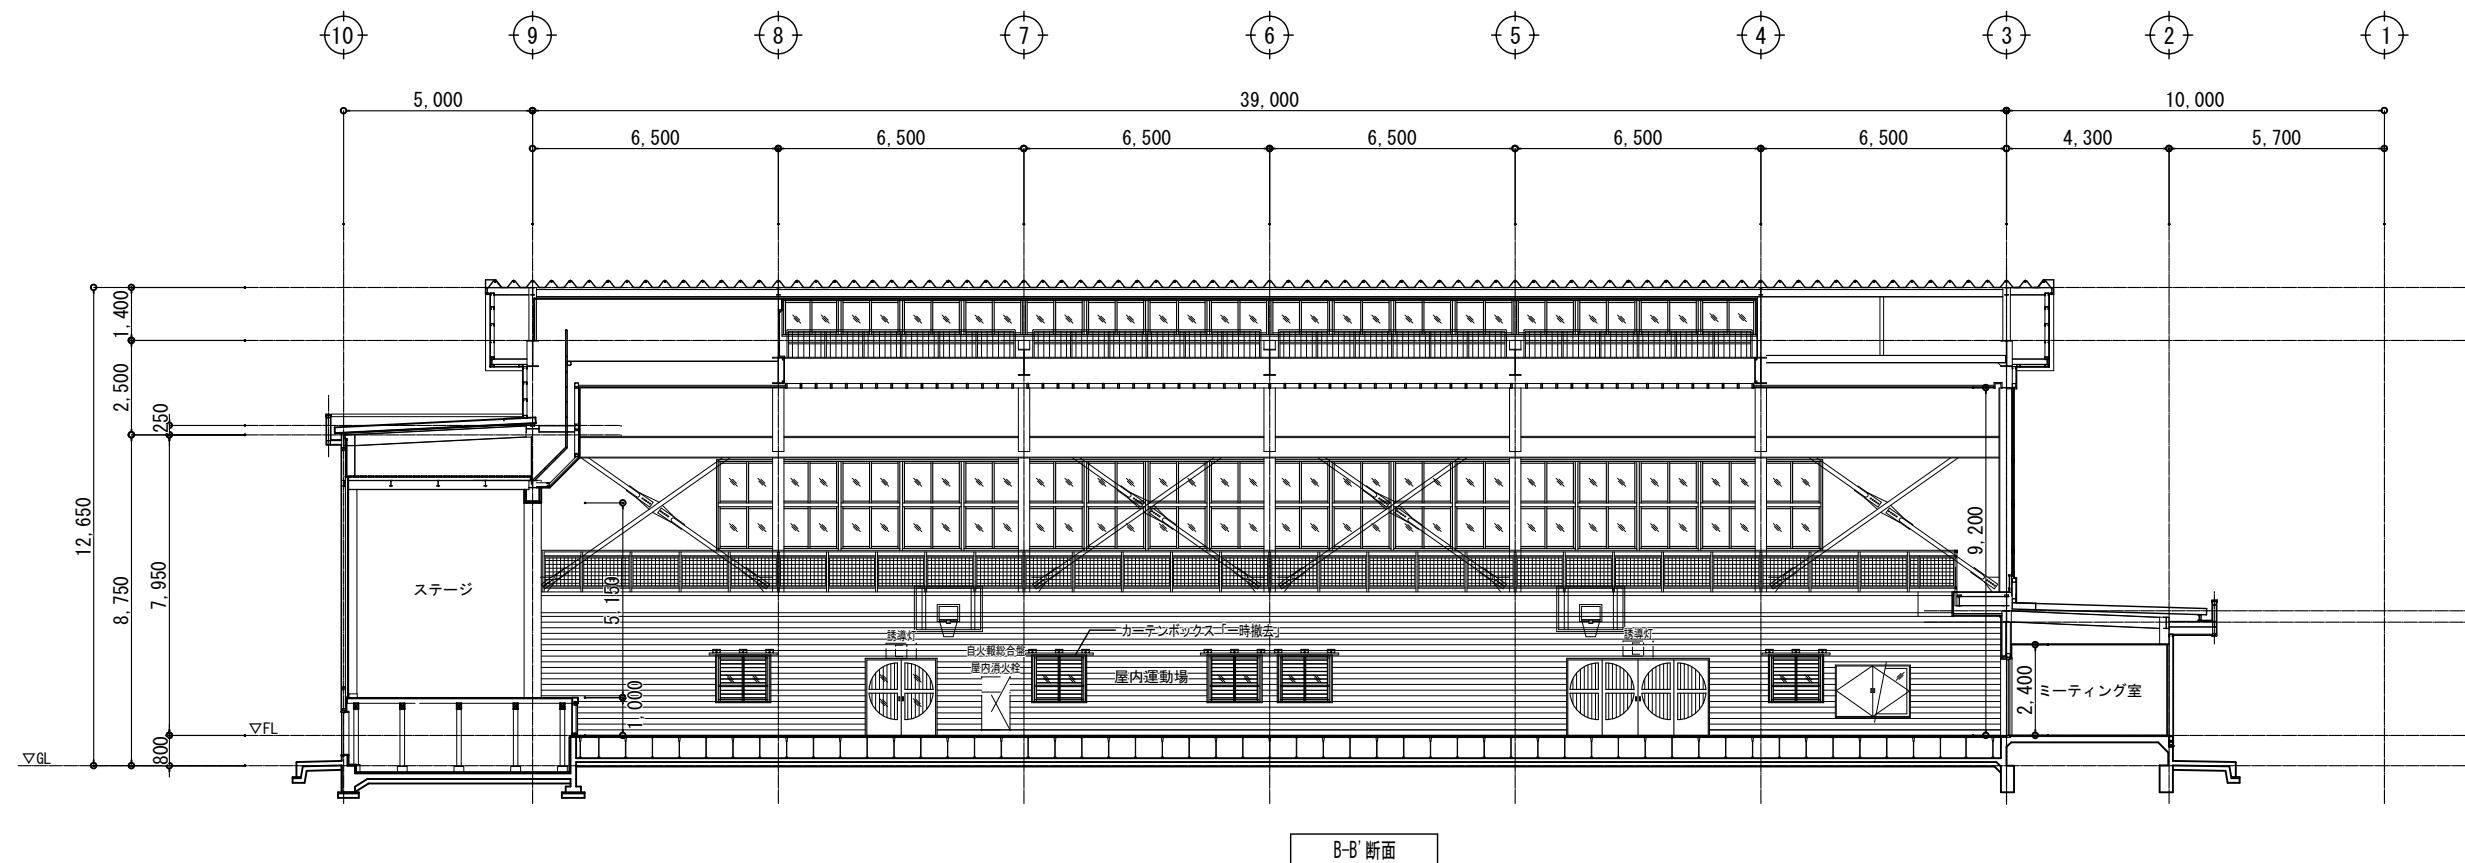 10 9 8 7 6 5 4 3 2 1
5,000 39,000 10,000
6,500 6,500 6,500 6,500 6,500 6,500 4,300 5,700
1,400
2,500
250
12,650
8,750
7,950
800
▽FL
▽GL
ステージ
5,150
1,000
9,200
誘導灯
自火報総合盤
屋内消火栓
カーテンボックス「一時撤去」
屋内運動場
誘導灯
2,400
ミーティング室
B-B'断面